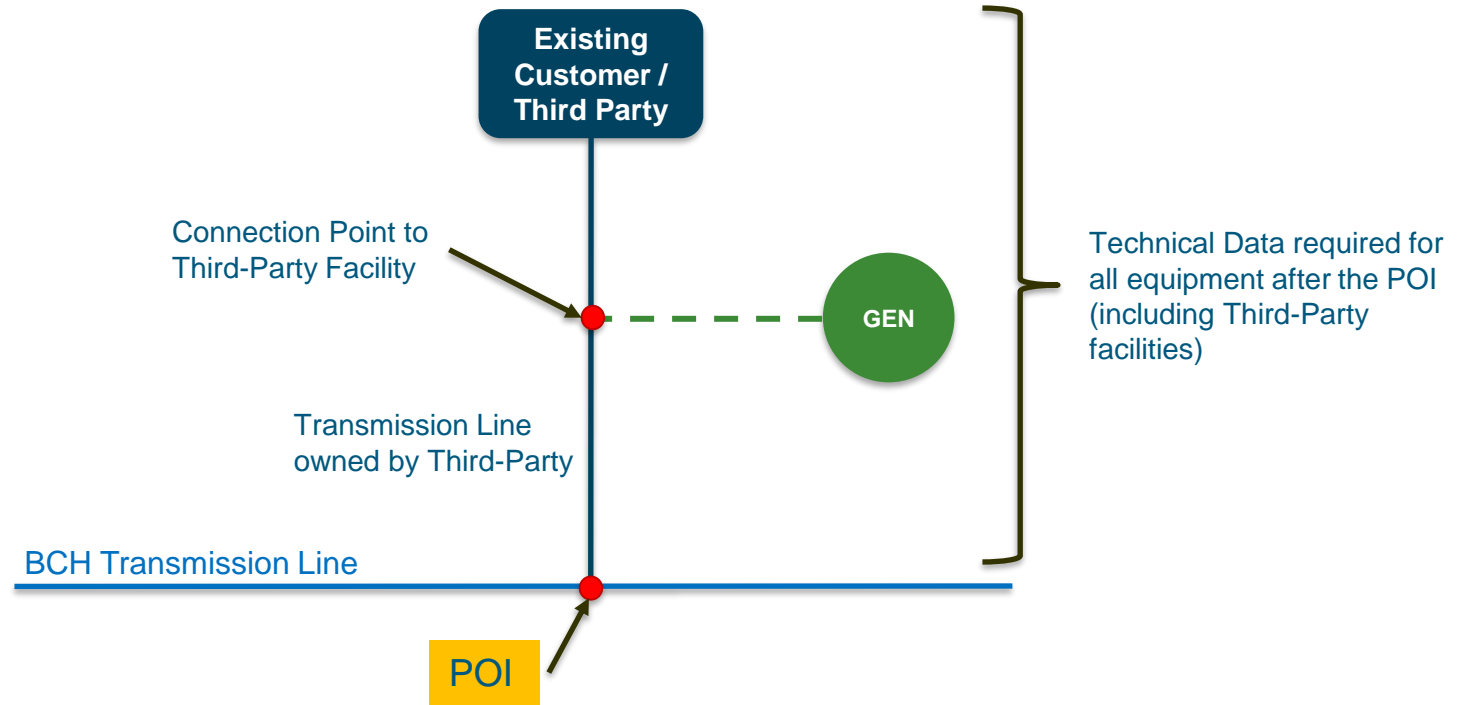 Existing
Customer /
Third Party
Connection Point to
Third-Party Facility
GEN
Technical Data required for
all equipment after the POI
(including Third-Party
facilities)
Transmission Line
owned by Third-Party
BCH Transmission Line
POI